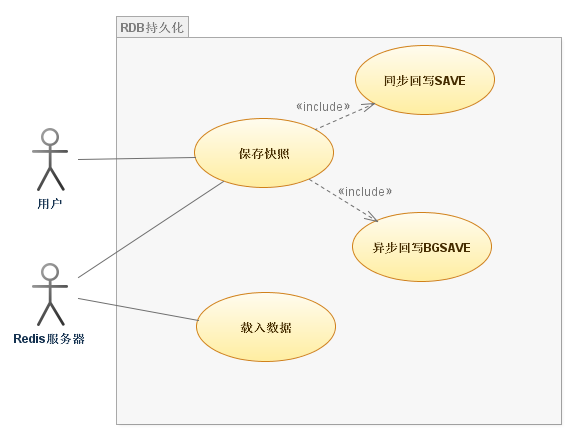 RDB持久化
同步回写SAVE
«include»
保存快照
用户
«include»
异步回写BGSAVE
载入数据
Redis服务器